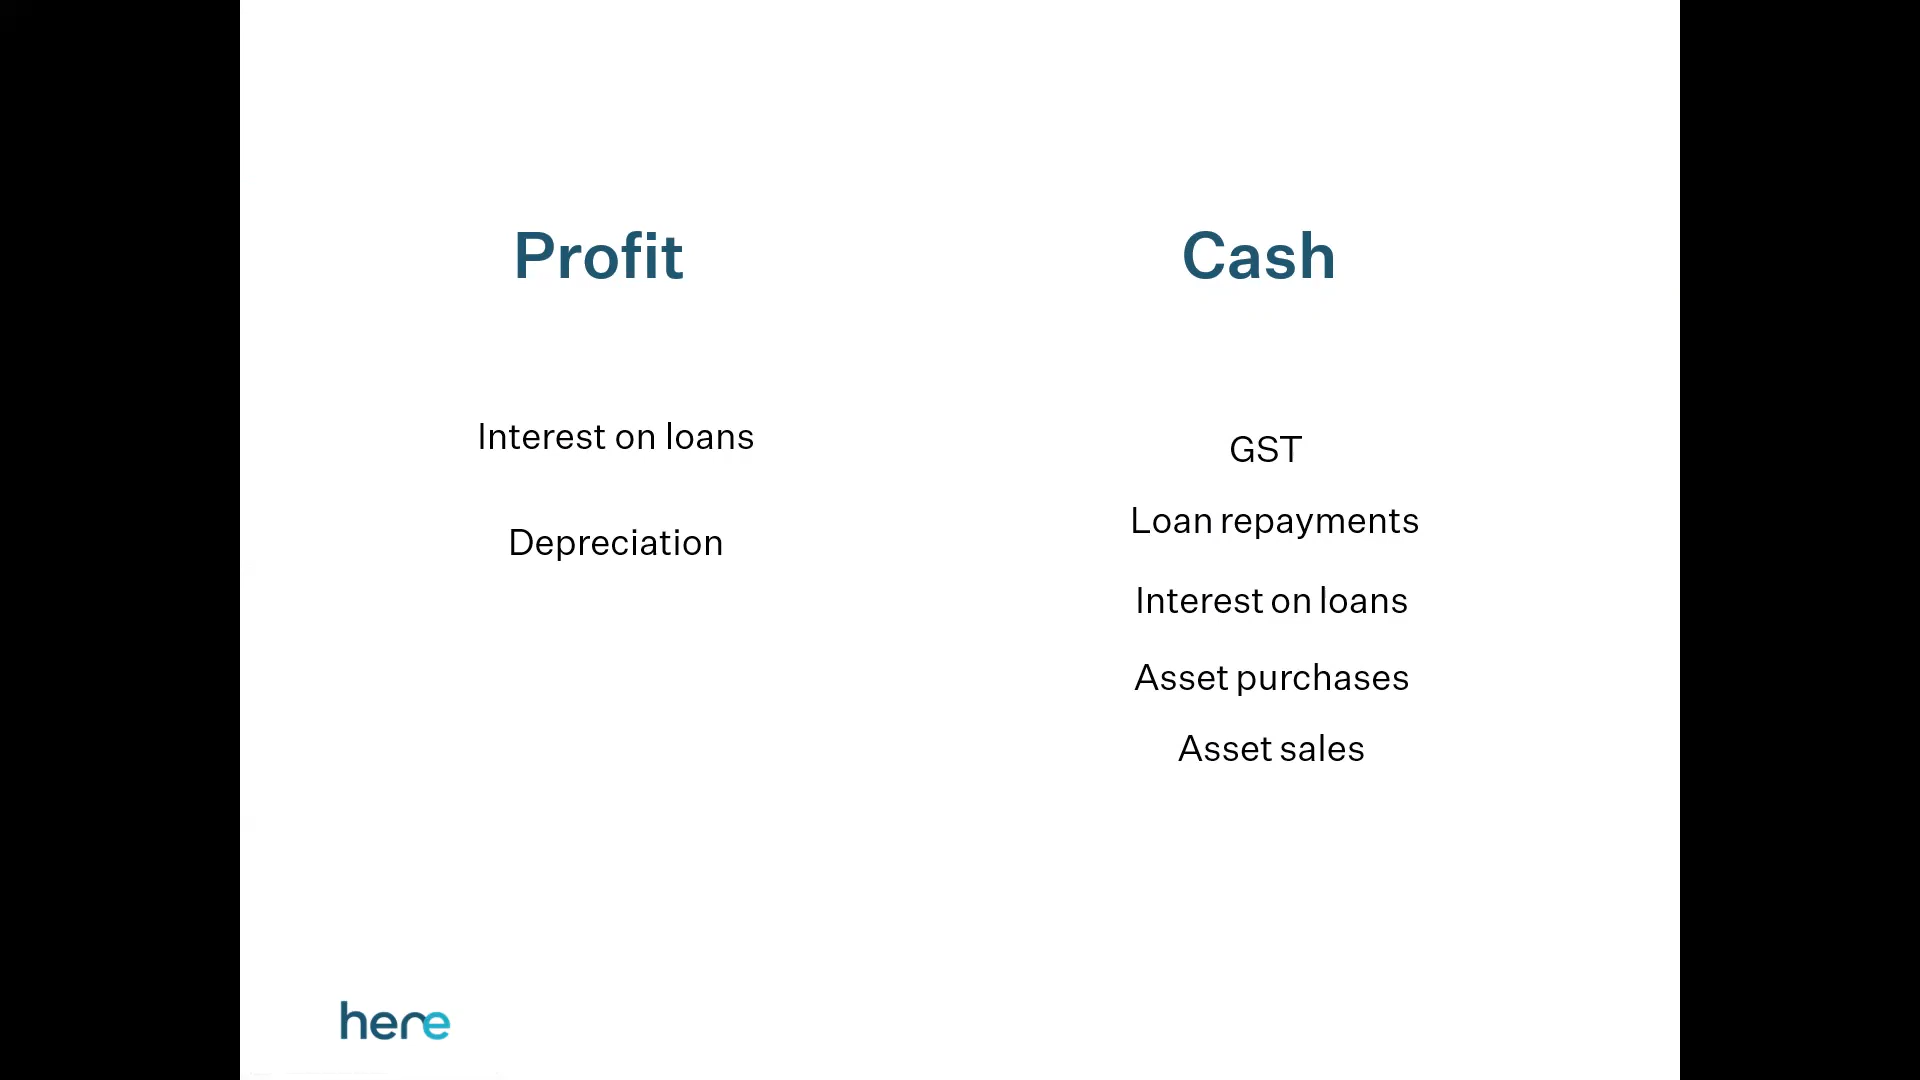 Profit
Interest on loans
Depreciation
Cash
GST
Loan repayments
Interest on loans
Asset purchases
Asset sales
here